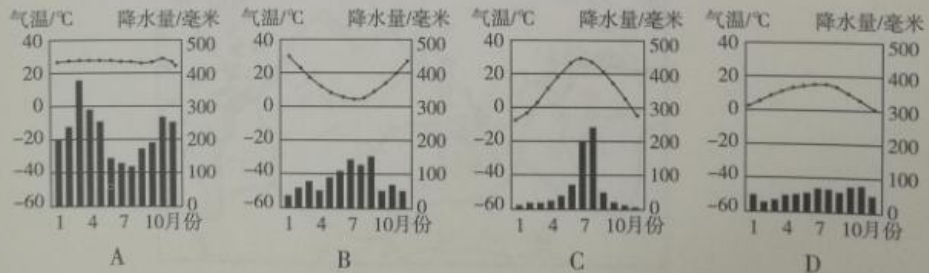 气温/℃ 降水量/毫米 气温/℃ 降水量/毫米 气温/℃ 降水量/毫米 气温/℃ 降水量/毫米
40 500 40 500 40 500 40 500
20 400 20 400 20 400 20 400
0 300 0 300 0 300 0 300
-20 200 -20 200 -20 200 -20 200
-40 100 -40 100 -40 100 -40 100
-60 0 -60 0 -60 0 -60 0
1 4 7 10月份 1 4 7 10月份 1 4 7 10月份 1 4 7 10月份
A B C D